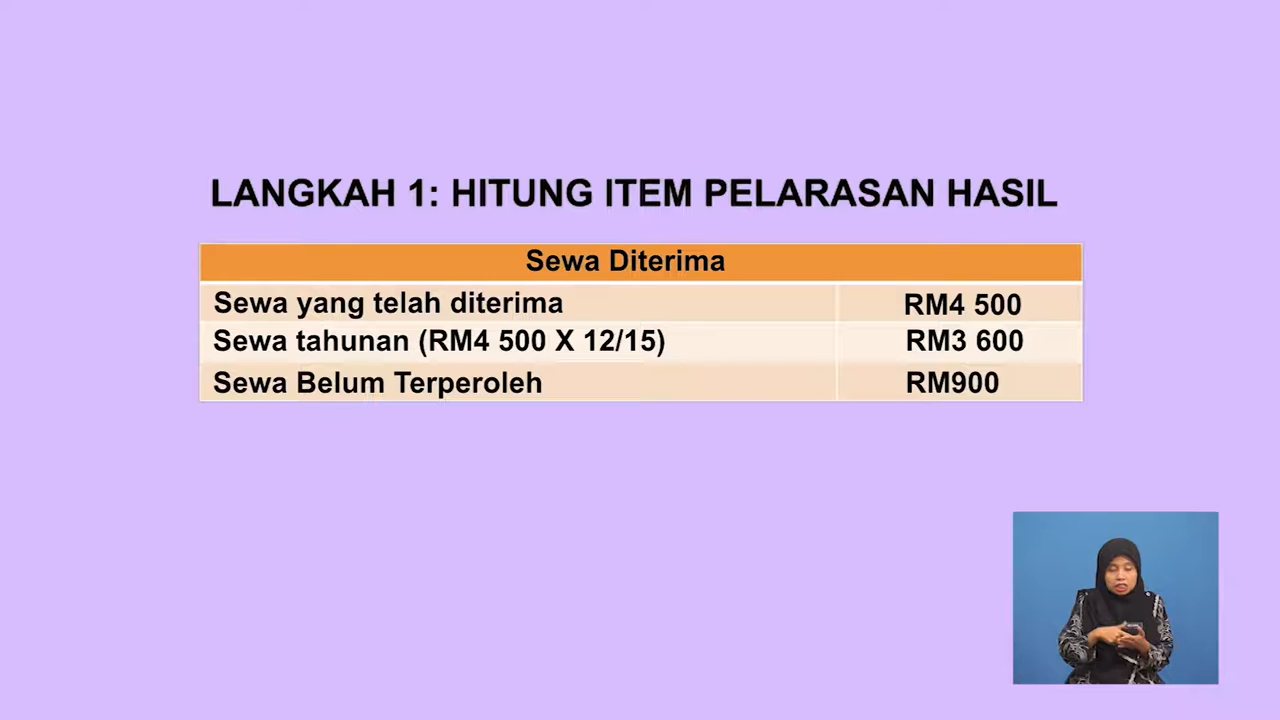 LANGKAH 1: HITUNG ITEM PELARASAN HASIL
Sewa Diterima
Sewa yang telah diterima RM4 500
Sewa tahunan (RM4 500 X 12/15) RM3 600
Sewa Belum Terperoleh RM900